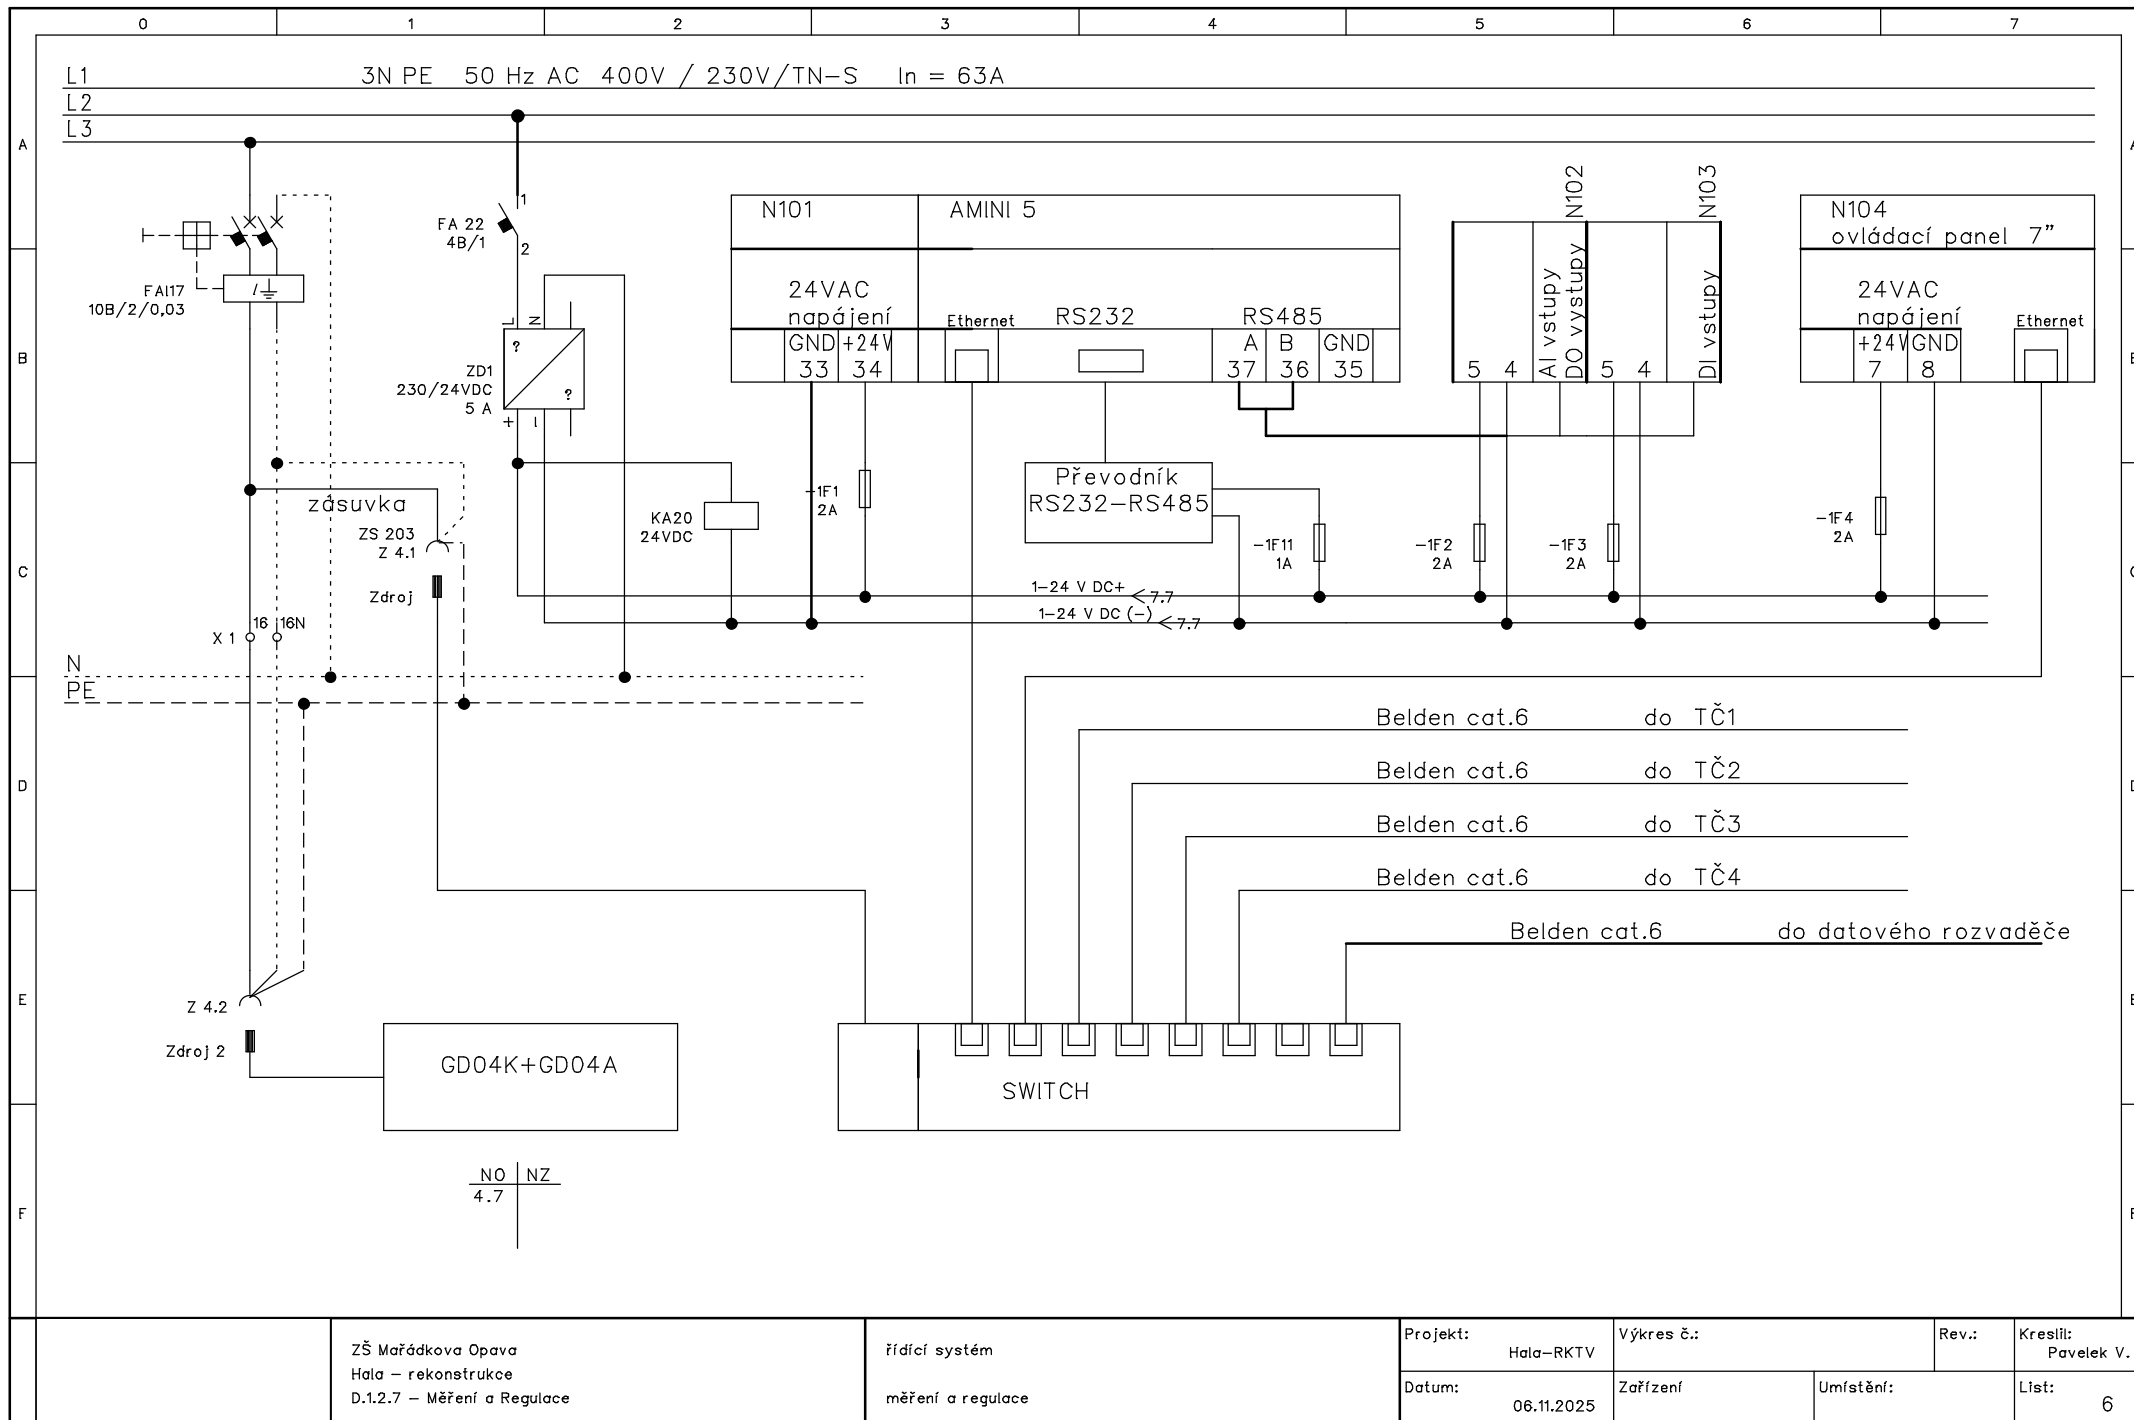 0 1 2 3 4 5 6 7
L1 3N PE 50 Hz AC 400V / 230V/TN-S In = 63A
L2
L3
A
B
C
D
E
F
FA 22
4B/1
1
2
FAI17
10B/2/0,03
ZD1
230/24VDC
5 A
L N
?
?
+ -
N101 AMINI 5
24VAC
napájení
Ethernet RS232 RS485
GND +24V A B GND
33 34 37 36 35
N102
AI vstupy
DO vystupy
5 4
N103
DI vstupy
5 4
N104
ovládací panel 7"
24VAC
napájení
Ethernet
+24V GND
7 8
zásuvka
ZS 203
Z 4.1
Zdroj
KA20
24VDC
-1F1
2A
Převodník
RS232-RS485
-1F11
1A
-1F2
2A
-1F3
2A
-1F4
2A
1-24 V DC+ 7.7
1-24 V DC (-) 7.7
X 1 16 16N
N
PE
Belden cat.6 do TČ1
Belden cat.6 do TČ2
Belden cat.6 do TČ3
Belden cat.6 do TČ4
Belden cat.6 do datového rozvaděče
Z 4.2
Zdroj 2
GD04K+GD04A
SWITCH
NO NZ
4.7
ZŠ Mařádkova Opava
Hala - rekonstrukce
D.1.2.7 - Měření a Regulace
řídící systém
měření a regulace
Projekt:
Hala-RKTV
Výkres č.:
Rev.:
Kreslil:
Pavelek V.
Datum:
06.11.2025
Zařízení
Umístění:
List:
6